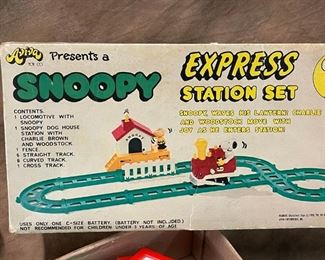 Aviva
TOY CO.
Presents a
SNOOPY
EXPRESS
STATION SET
CONTENTS:
1 LOCOMOTIVE WITH
SNOOPY
1 SNOOPY DOG HOUSE
STATION WITH
CHARLIE BROWN
AND WOODSTOCK
1 FENCE.
STRAIGHT TRACK.
CURVED TRACK.
1 CROSS TRACK.
SNOOPY WAVES HIS LANTERN! CHARLIE
AND WOODSTOCK MOVE WITH
JOY AS HE ENTERS STATION!
USES ONLY ONE C-SIZE BATTERY. (BATTERY NOT INCLUDED)
NOT RECOMMENDED FOR CHILDREN UNDER 3 YEARS OF AGE